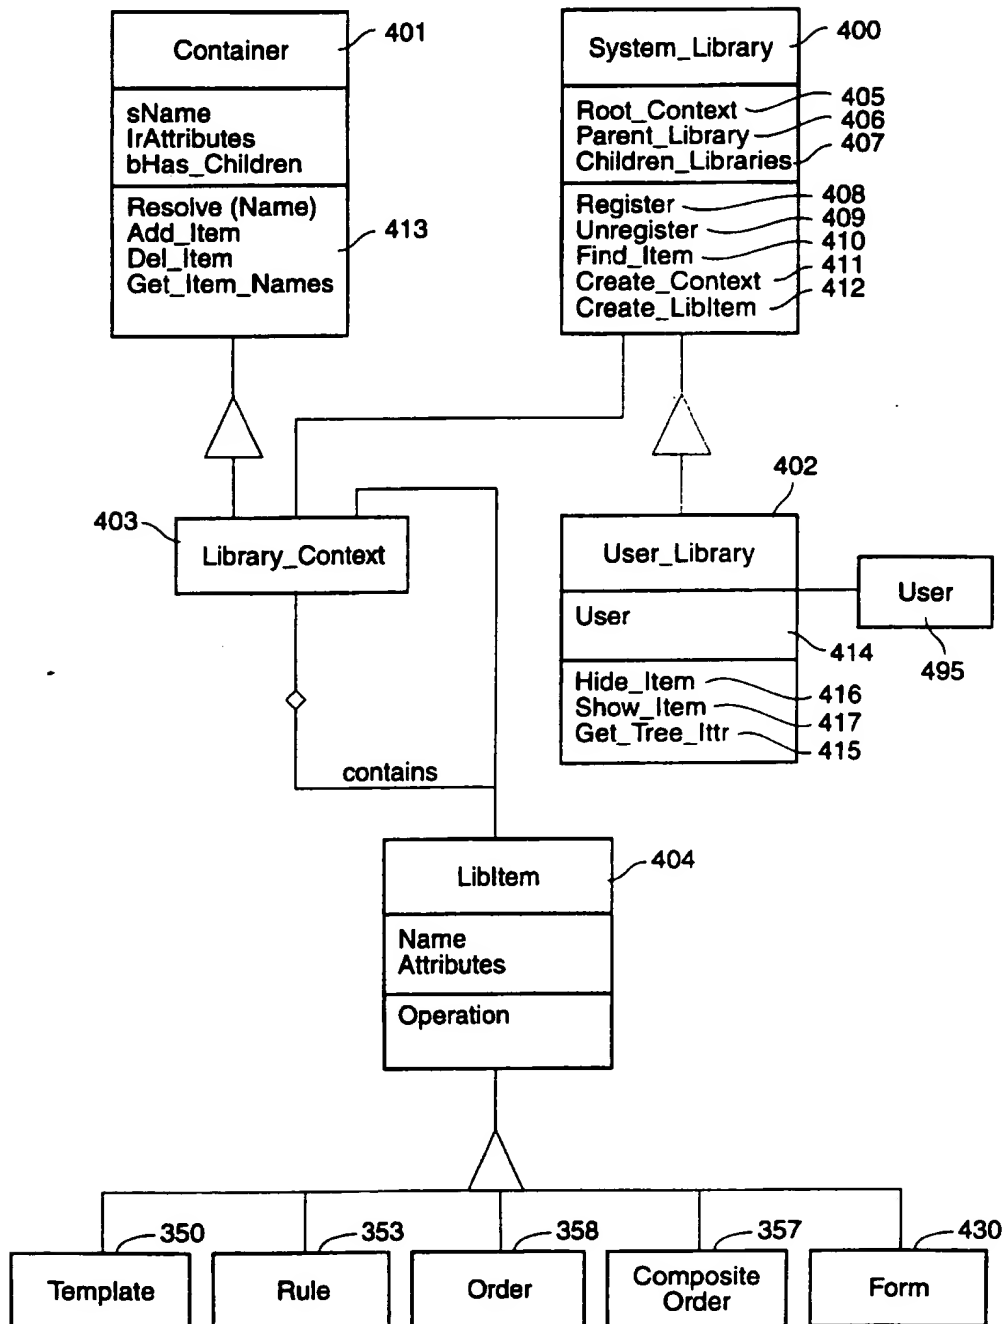 Container
401
sName
IrAttributes
bHas_Children
Resolve (Name)
Add_Item
Del_Item
Get_Item_Names
413
System_Library
400
Root_Context
405
Parent_Library
406
Children_Libraries
407
Register
408
Unregister
409
Find_Item
410
Create_Context
411
Create_LibItem
412
403
Library_Context
402
User_Library
User
414
Hide_Item
416
Show_Item
417
Get_Tree_Ittr
415
User
495
contains
LibItem
404
Name
Attributes
Operation
350
Template
353
Rule
358
Order
357
Composite
Order
430
Form